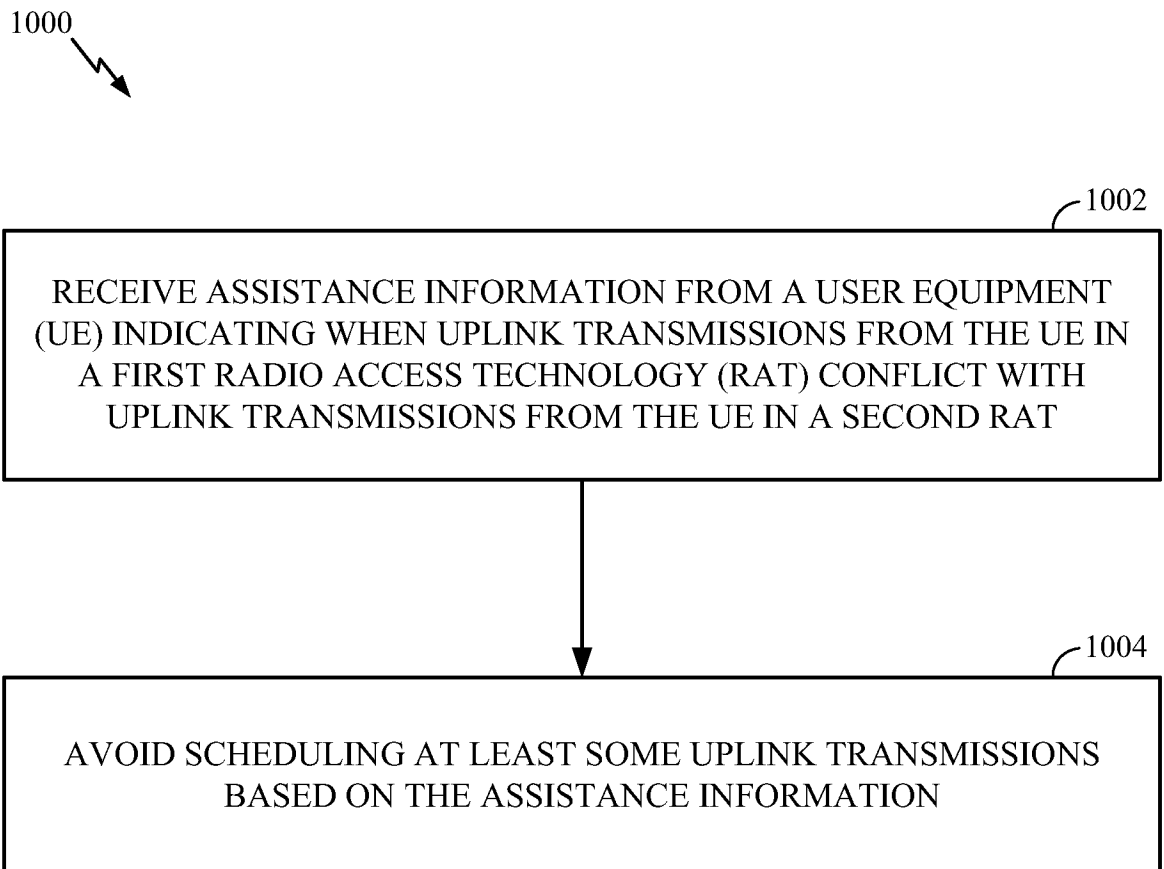 1000
1002
RECEIVE ASSISTANCE INFORMATION FROM A USER EQUIPMENT
(UE) INDICATING WHEN UPLINK TRANSMISSIONS FROM THE UE IN
A FIRST RADIO ACCESS TECHNOLOGY (RAT) CONFLICT WITH
UPLINK TRANSMISSIONS FROM THE UE IN A SECOND RAT
1004
AVOID SCHEDULING AT LEAST SOME UPLINK TRANSMISSIONS
BASED ON THE ASSISTANCE INFORMATION